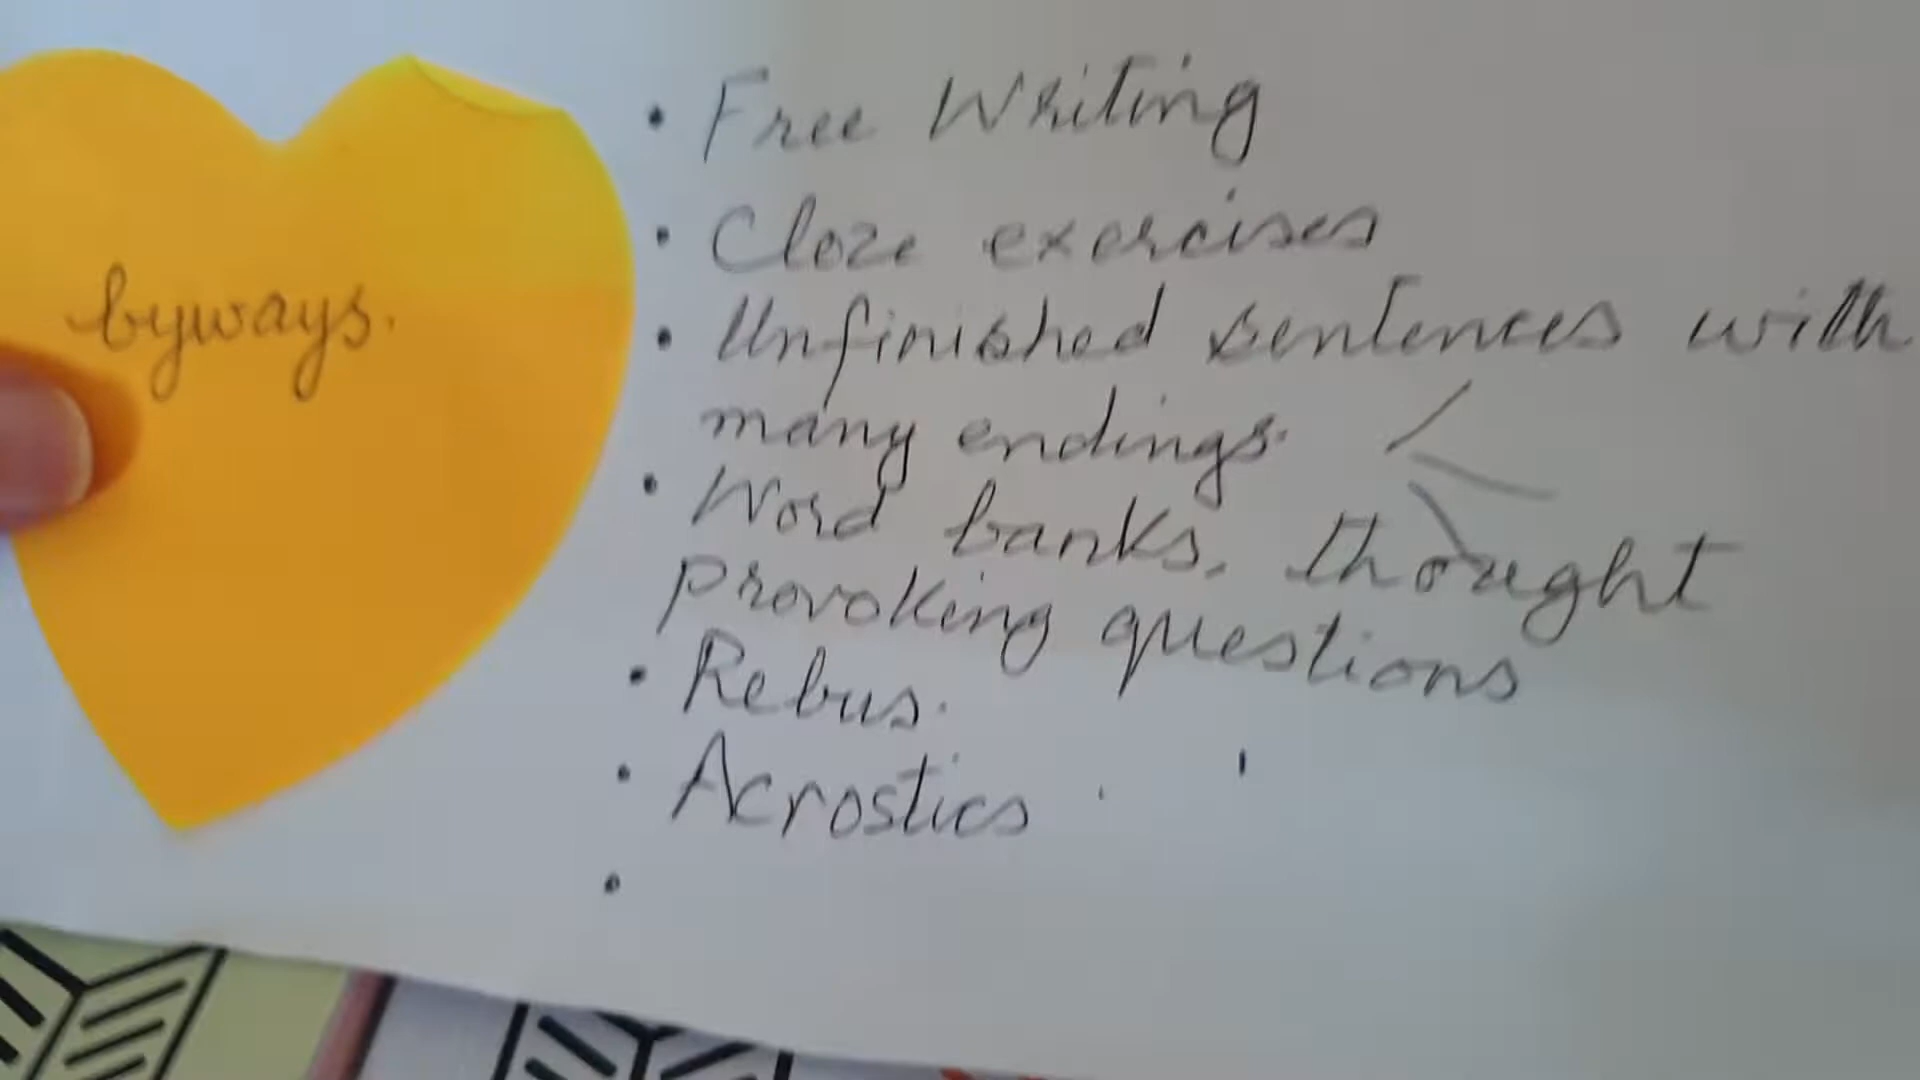 byways.
• Free Writing
• Cloze exercises
• Unfinished sentences with
many endings.
• Word banks, thought
provoking questions
• Rebus.
• Acrostics
•